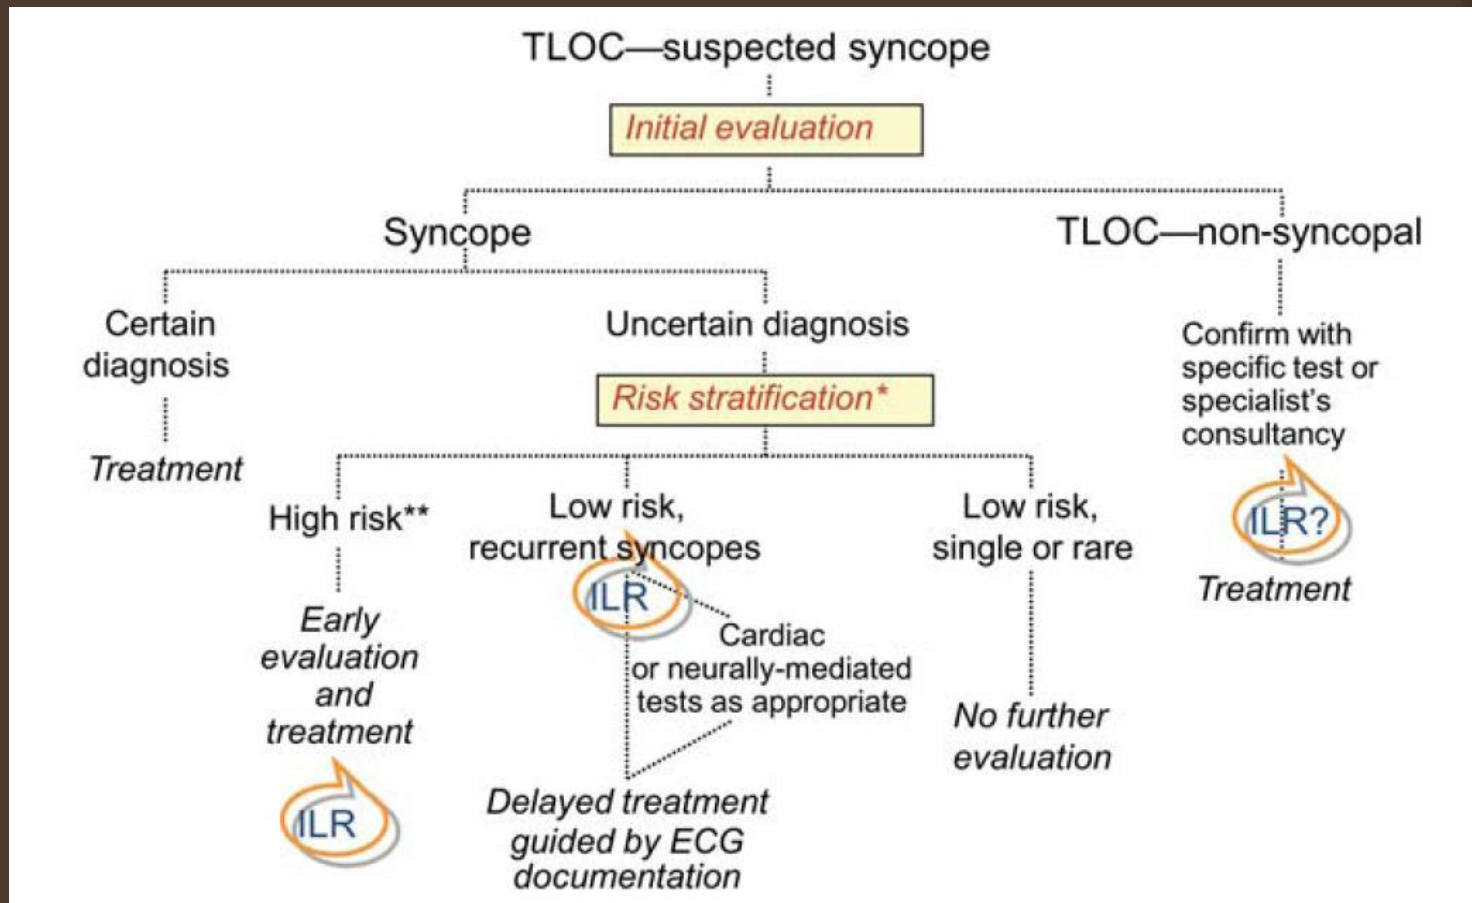 TLOC—suspected syncope
Initial evaluation
Syncope
TLOC—non-syncopal
Certain
diagnosis
Treatment
Uncertain diagnosis
Risk stratification*
High risk**
Early
evaluation
and
treatment
ILR
Low risk,
recurrent syncopes
ILR
Cardiac
or neurally-mediated
tests as appropriate
Delayed treatment
guided by ECG
documentation
Low risk,
single or rare
No further
evaluation
Confirm with
specific test or
specialist's
consultancy
ILR?
Treatment